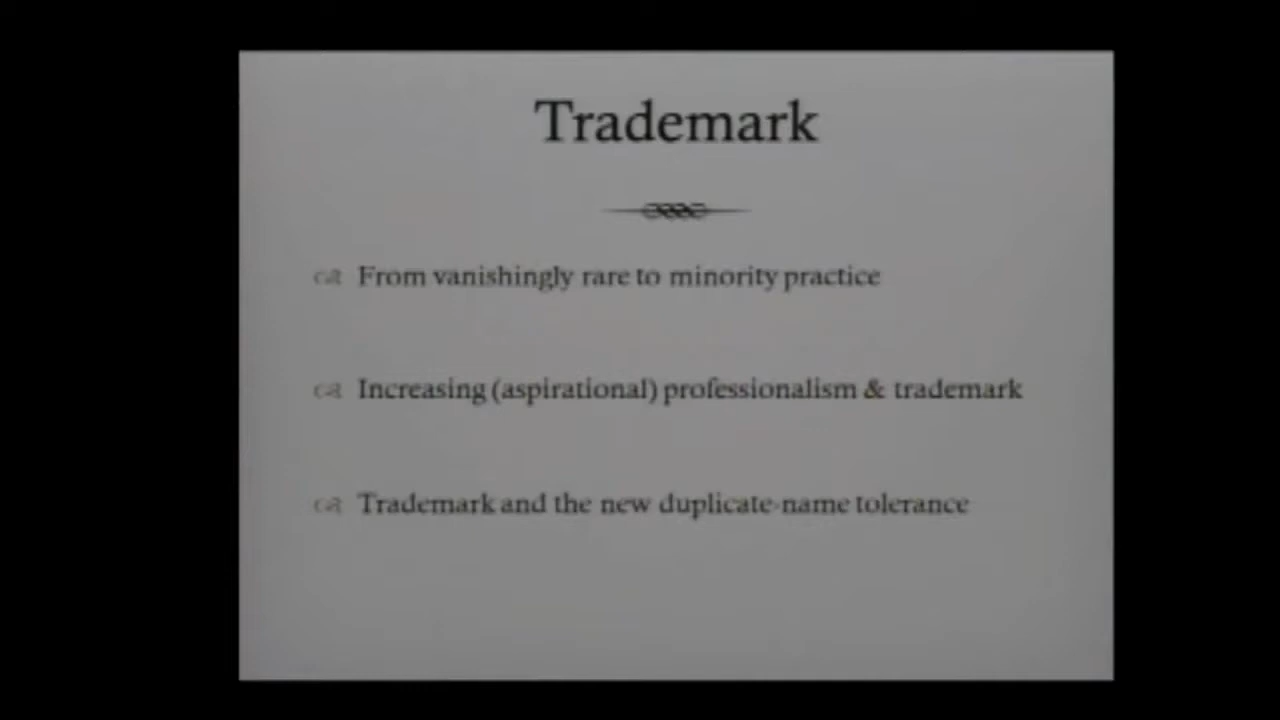 Trademark
From vanishingly rare to minority practice
Increasing (aspirational) professionalism & trademark
Trademark and the new duplicate-name tolerance